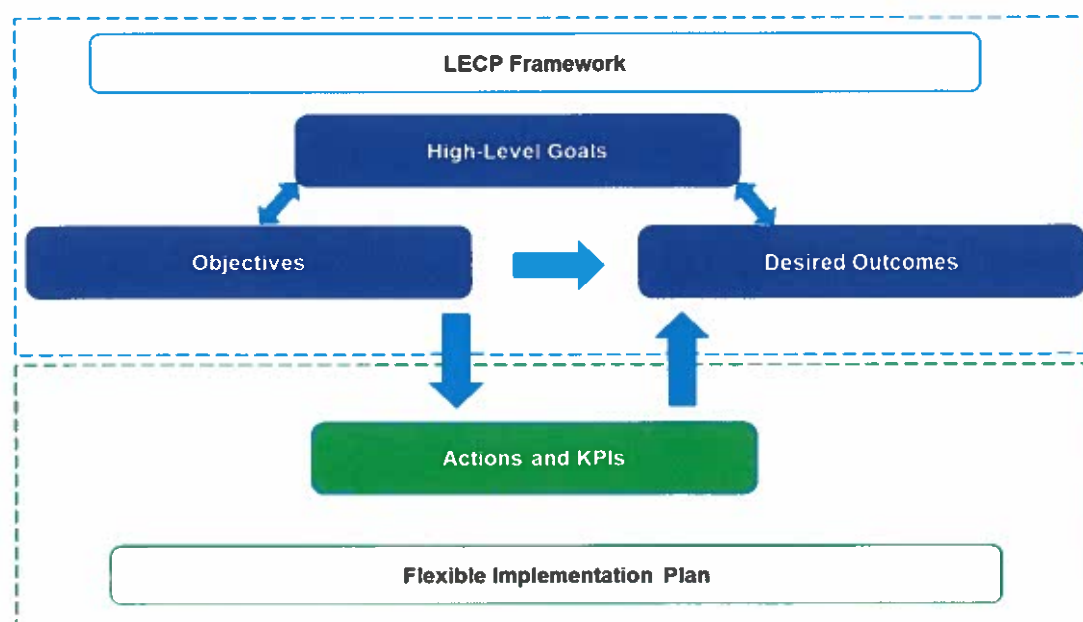 LECP Framework
High-Level Goals
Objectives
Desired Outcomes
Actions and KPIs
Flexible Implementation Plan